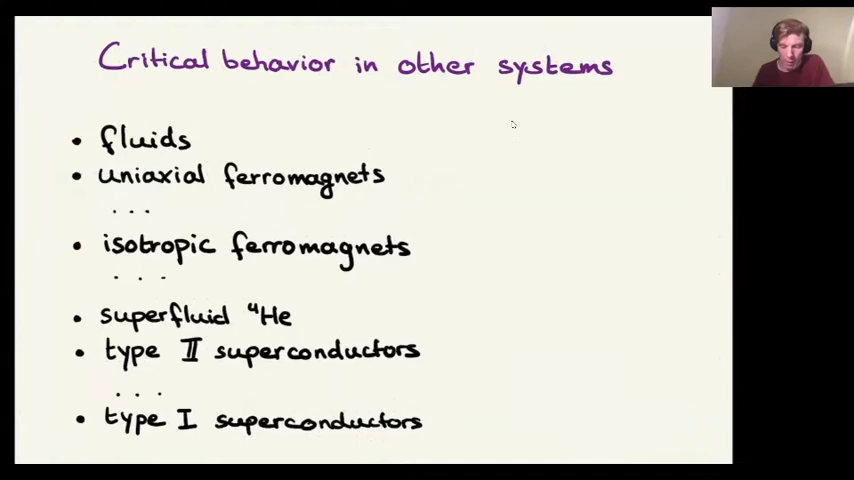 Critical behavior in other systems
• fluids
• uniaxial ferromagnets
...
• isotropic ferromagnets
...
• superfluid ⁴He
• type II superconductors
...
• type I superconductors